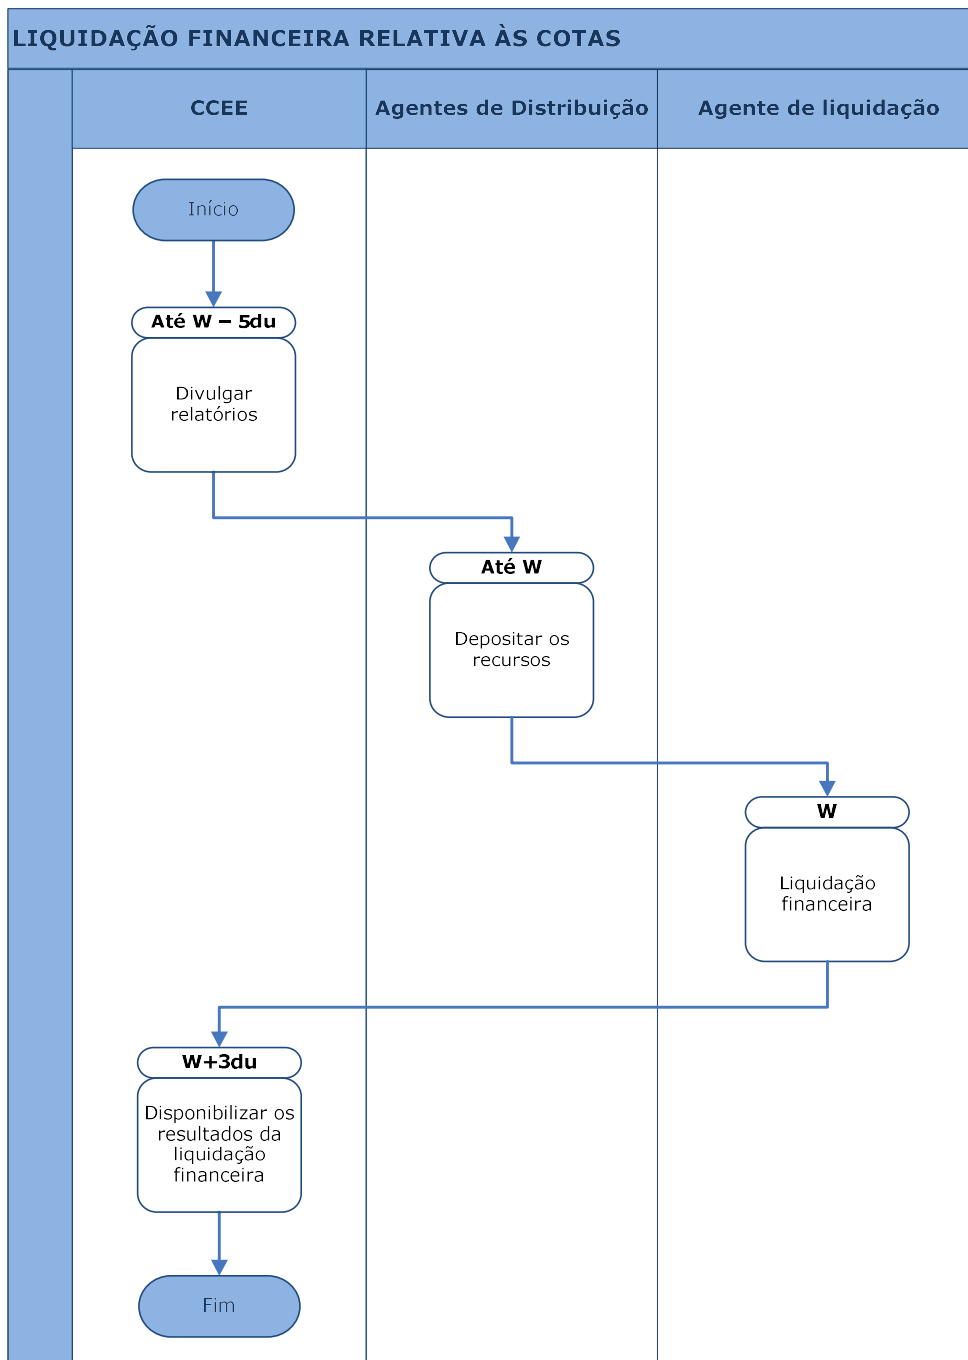 LIQUIDAÇÃO FINANCEIRA RELATIVA ÀS COTAS
CCEE
Agentes de Distribuição
Agente de liquidação
Início
Até W – 5du
Divulgar
relatórios
Até W
Depositar os
recursos
W
Liquidação
financeira
W+3du
Disponibilizar os
resultados da
liquidação
financeira
Fim